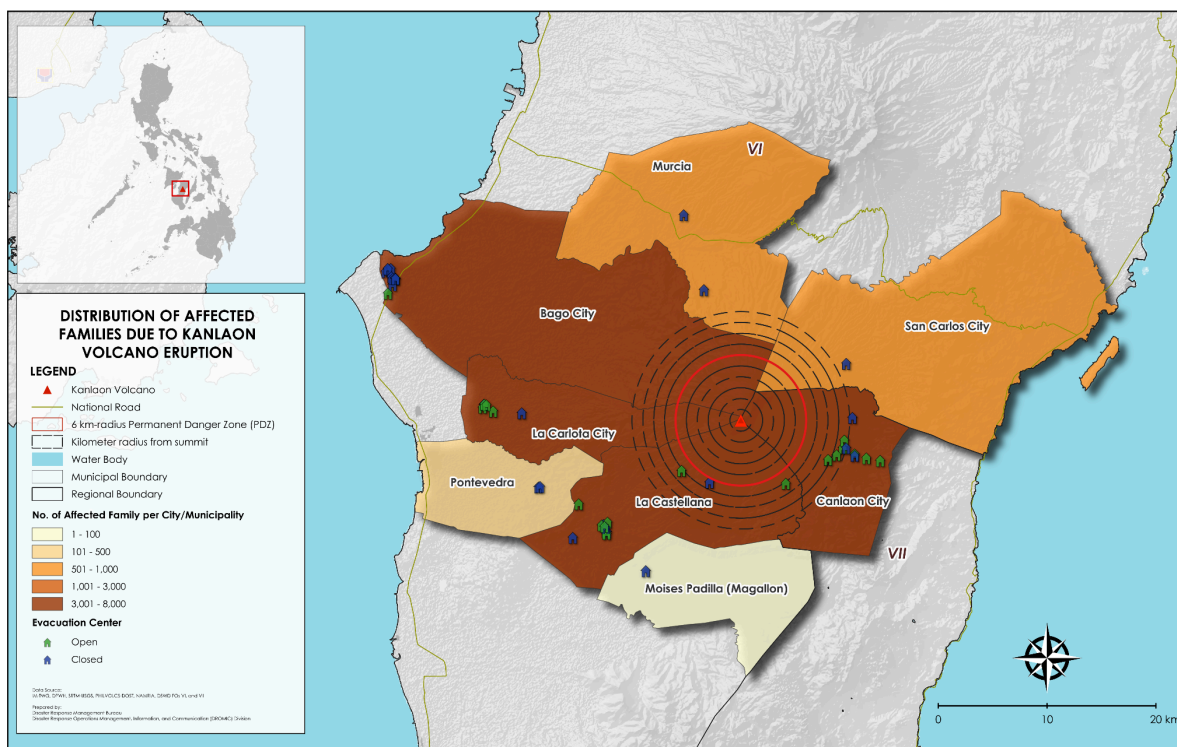 DISTRIBUTION OF AFFECTED
FAMILIES DUE TO KANLAON
VOLCANO ERUPTION
LEGEND
Kanlaon Volcano
National Road
6 km-radius Permanent Danger Zone (PDZ)
Kilometer radius from summit
Water Body
Municipal Boundary
Regional Boundary
No. of Affected Family per City/Municipality
1 - 100
101 - 500
501 - 1,000
1,001 - 3,000
3,001 - 8,000
Evacuation Center
Open
Closed
Data Source:
Prepared by:
Disaster Response Management Bureau
Disaster Response Operations Management, Information, and Communication (DROMIC) Division
VI
Murcia
Bago City
San Carlos City
La Carlota City
Pontevedra
La Castellana
Canlaon City
VII
Moises Padilla (Magallon)
0 10 20 km